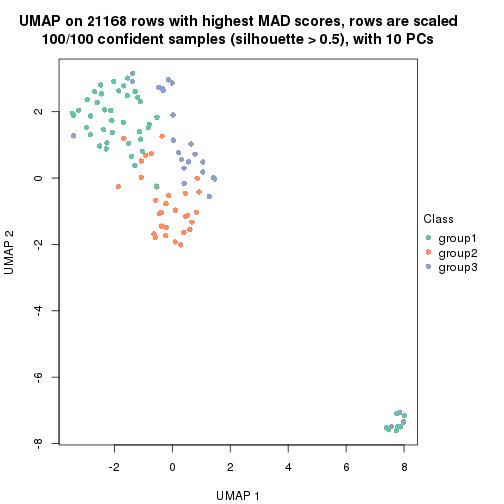 UMAP on 21168 rows with highest MAD scores, rows are scaled
100/100 confident samples (silhouette > 0.5), with 10 PCs
2
0
-2
-4
-6
-8
UMAP 2
-2
0
2
4
6
8
UMAP 1
Class
group1
group2
group3